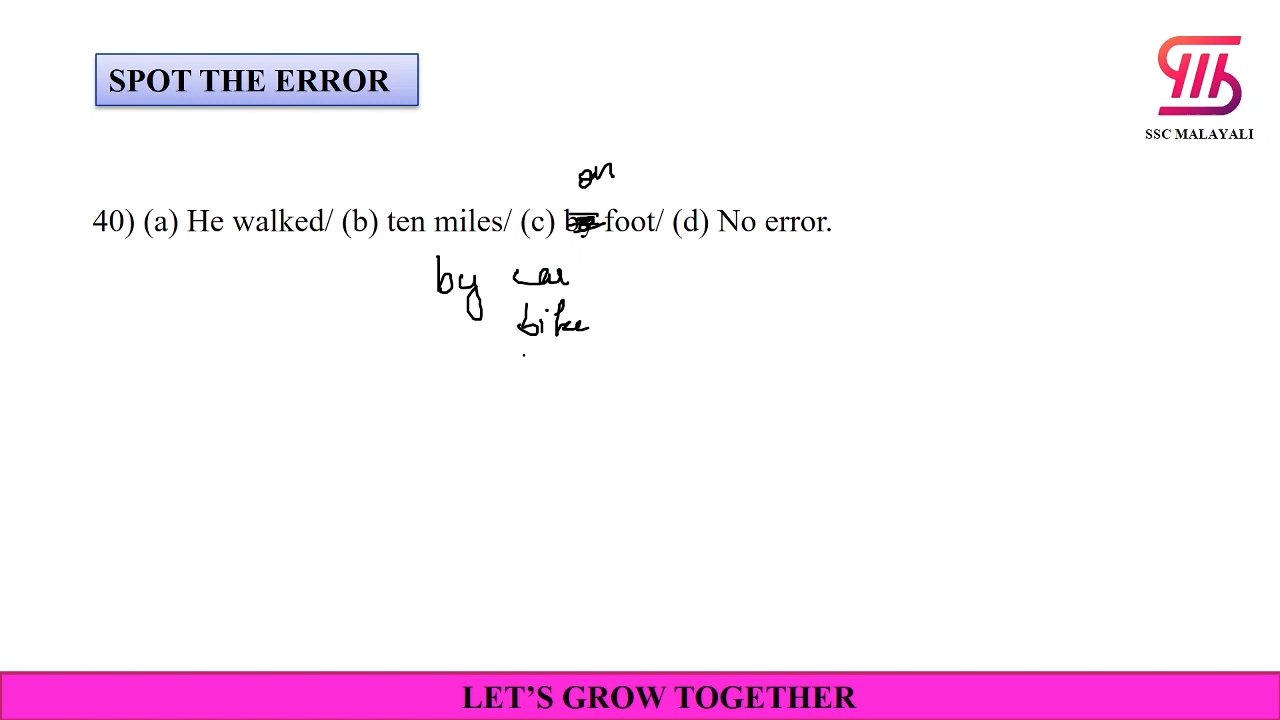 SPOT THE ERROR
SSC MALAYALI
on
40) (a) He walked/ (b) ten miles/ (c) by foot/ (d) No error.
by car
bike
LET'S GROW TOGETHER